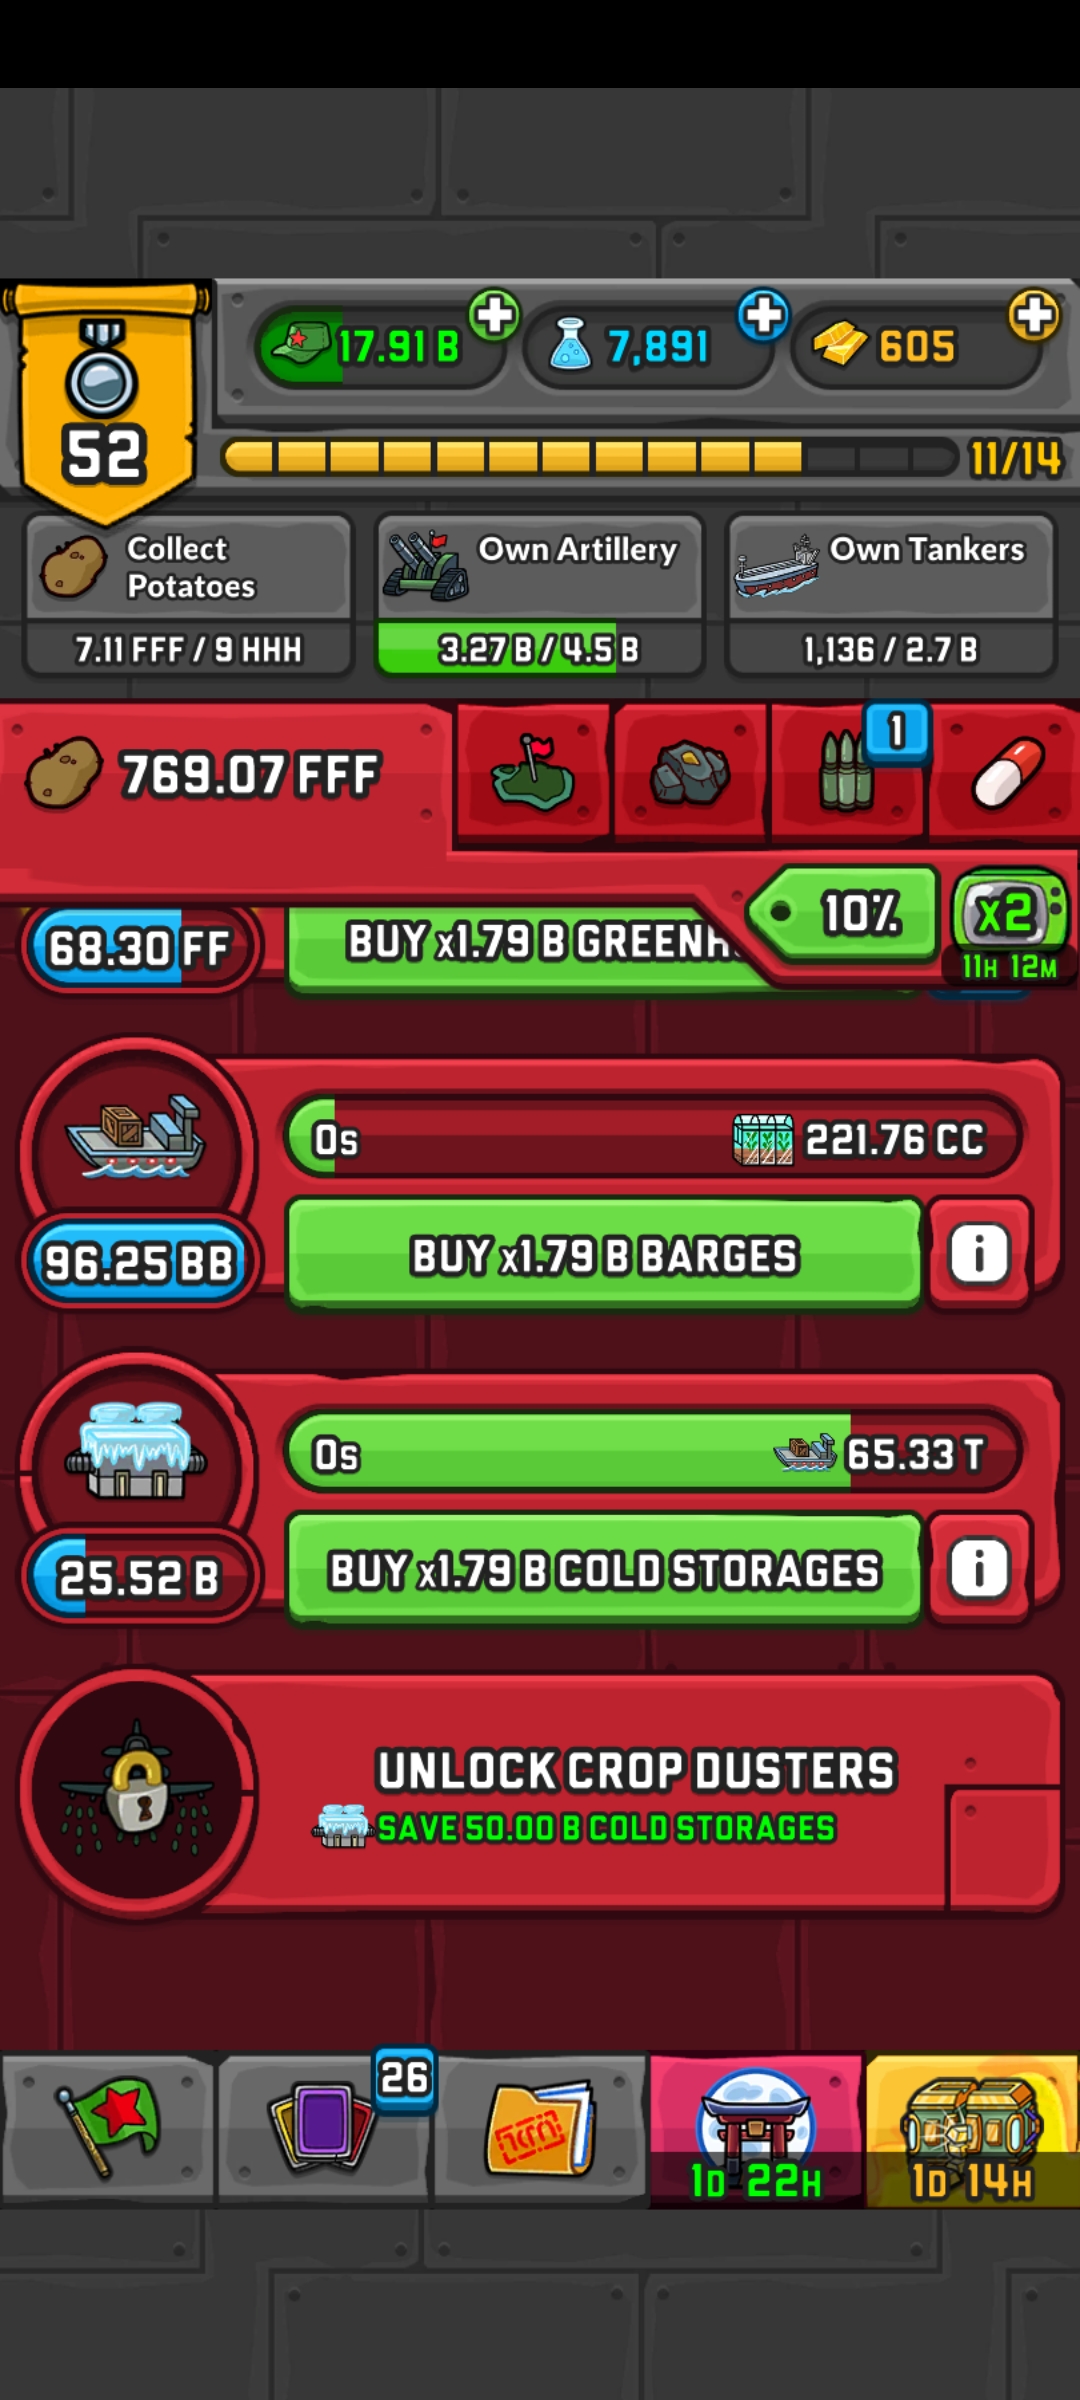 17.91 B
7,891
605
52
11/14
Collect
Potatoes
Own Artillery
Own Tankers
7.11 FFF / 9 HHH
3.27 B / 4.5 B
1,136 / 2.7 B
769.07 FFF
1
10%
x2
11H 12M
68.30 FF
BUY x1.79 B
0s
221.76 CC
96.25 BB
BUY x1.79 B BARGES
i
0s
65.33 T
25.52 B
BUY x1.79 B COLD STORAGES
i
UNLOCK CROP DUSTERS
SAVE 50.00 B COLD STORAGES
26
1D 22H
1D 14H